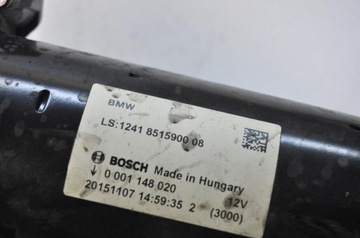 BMW
LS:1241 8515900 08
BOSCH Made in Hungary
0 001 148 020 12V
20151107 14:59:35 2 (3000)